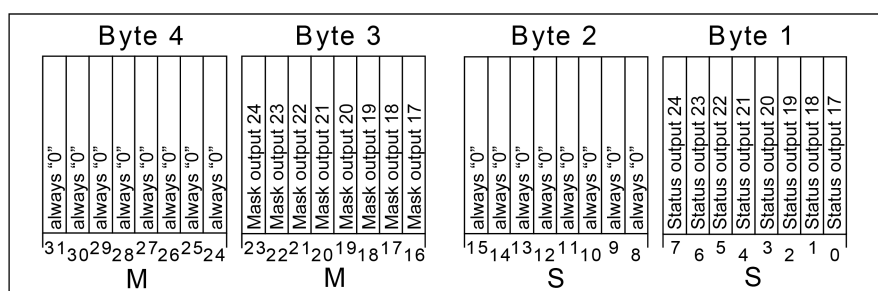 Byte 4 Byte 3 Byte 2 Byte 1
always “0” always “0” always “0” always “0” always “0” always “0” always “0” always “0” Mask output 24 Mask output 23 Mask output 22 Mask output 21 Mask output 20 Mask output 19 Mask output 18 Mask output 17 always “0” always “0” always “0” always “0” always “0” always “0” always “0” always “0” Status output 24 Status output 23 Status output 22 Status output 21 Status output 20 Status output 19 Status output 18 Status output 17
31 30 29 28 27 26 25 24 23 22 21 20 19 18 17 16 15 14 13 12 11 10 9 8 7 6 5 4 3 2 1 0
M M S S